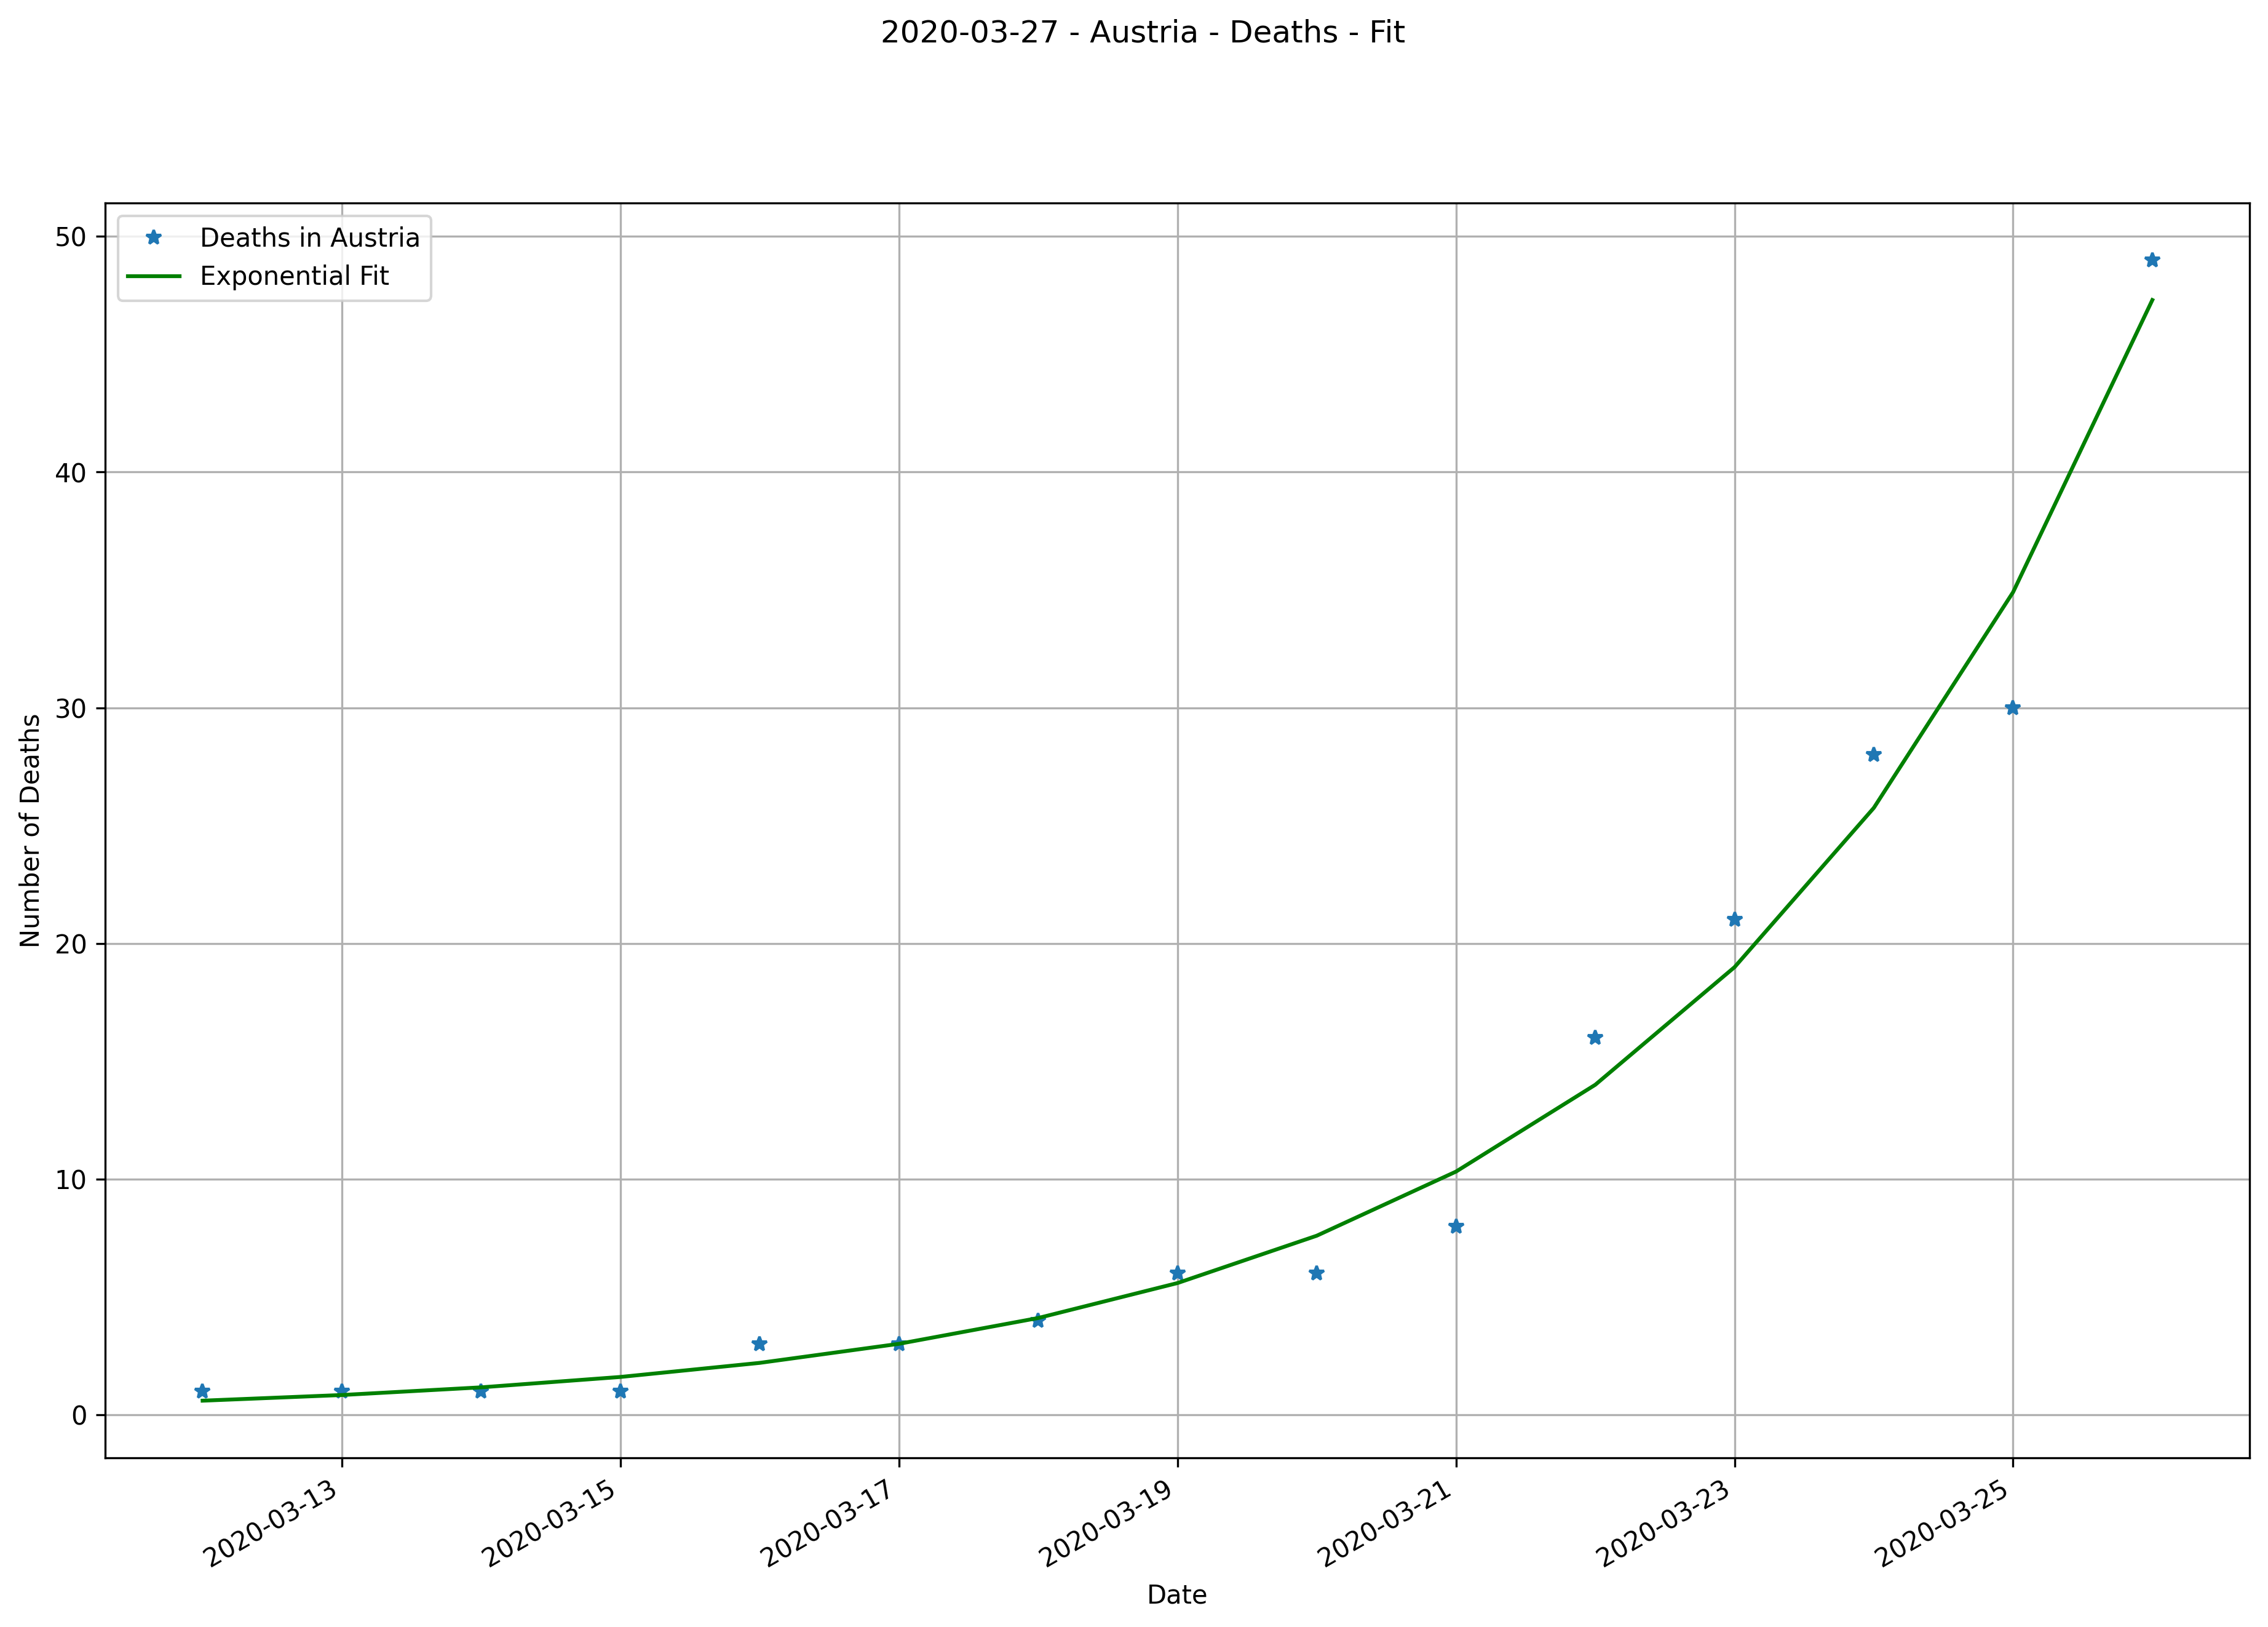 2020-03-27 - Austria - Deaths - Fit
Deaths in Austria
Exponential Fit
Number of Deaths
50
40
30
20
10
0
2020-03-13
2020-03-15
2020-03-17
2020-03-19
2020-03-21
2020-03-23
2020-03-25
Date